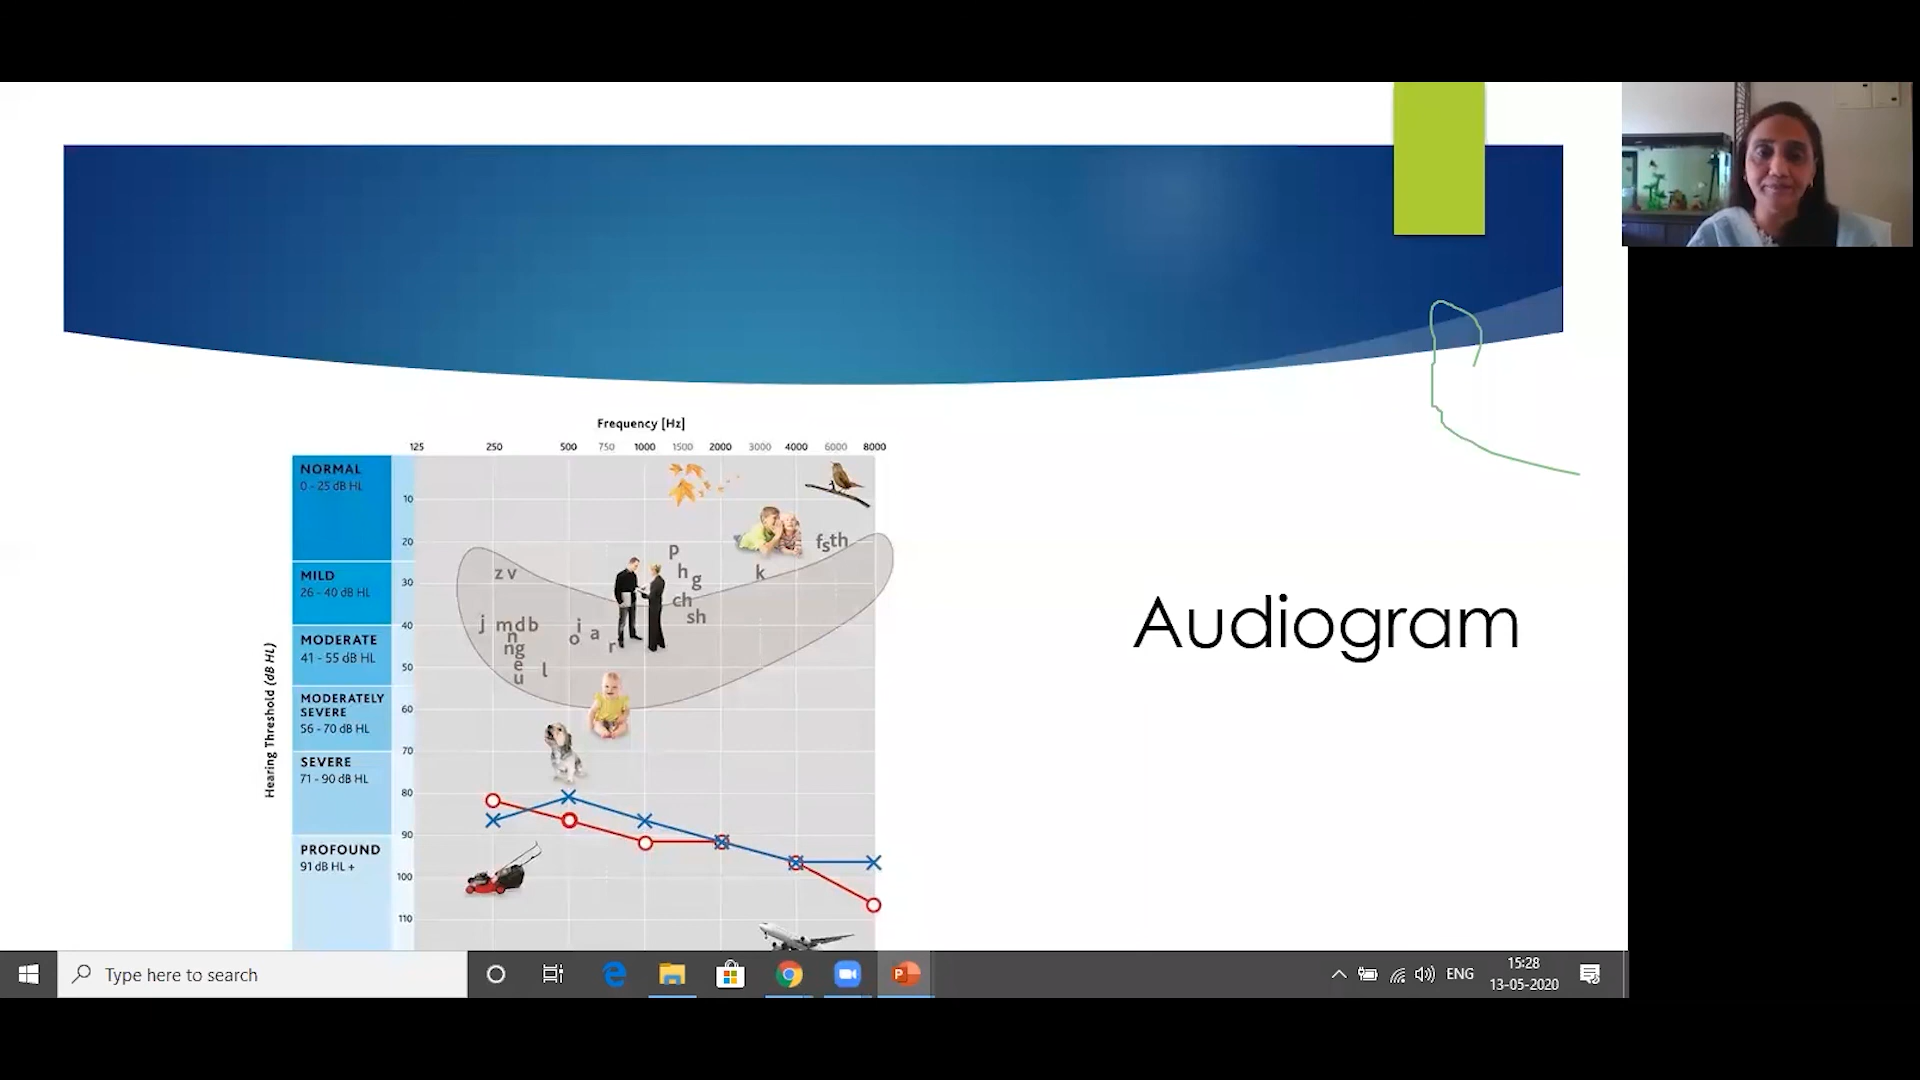 Frequency [Hz]
125 250 500 750 1000 1500 2000 3000 4000 6000 8000
Hearing Threshold (dB HL)
NORMAL
0 - 25 dB HL
MILD
26 - 40 dB HL
MODERATE
41 - 55 dB HL
MODERATELY
SEVERE
56 - 70 dB HL
SEVERE
71 - 90 dB HL
PROFOUND
91 dB HL +
10
20
30
40
50
60
70
80
90
100
110
z v
j m d b
n
ng
e
u
l
i
o a
r
p
h g
ch
sh
k
f s th
Audiogram
Type here to search
ENG
15:28
13-05-2020